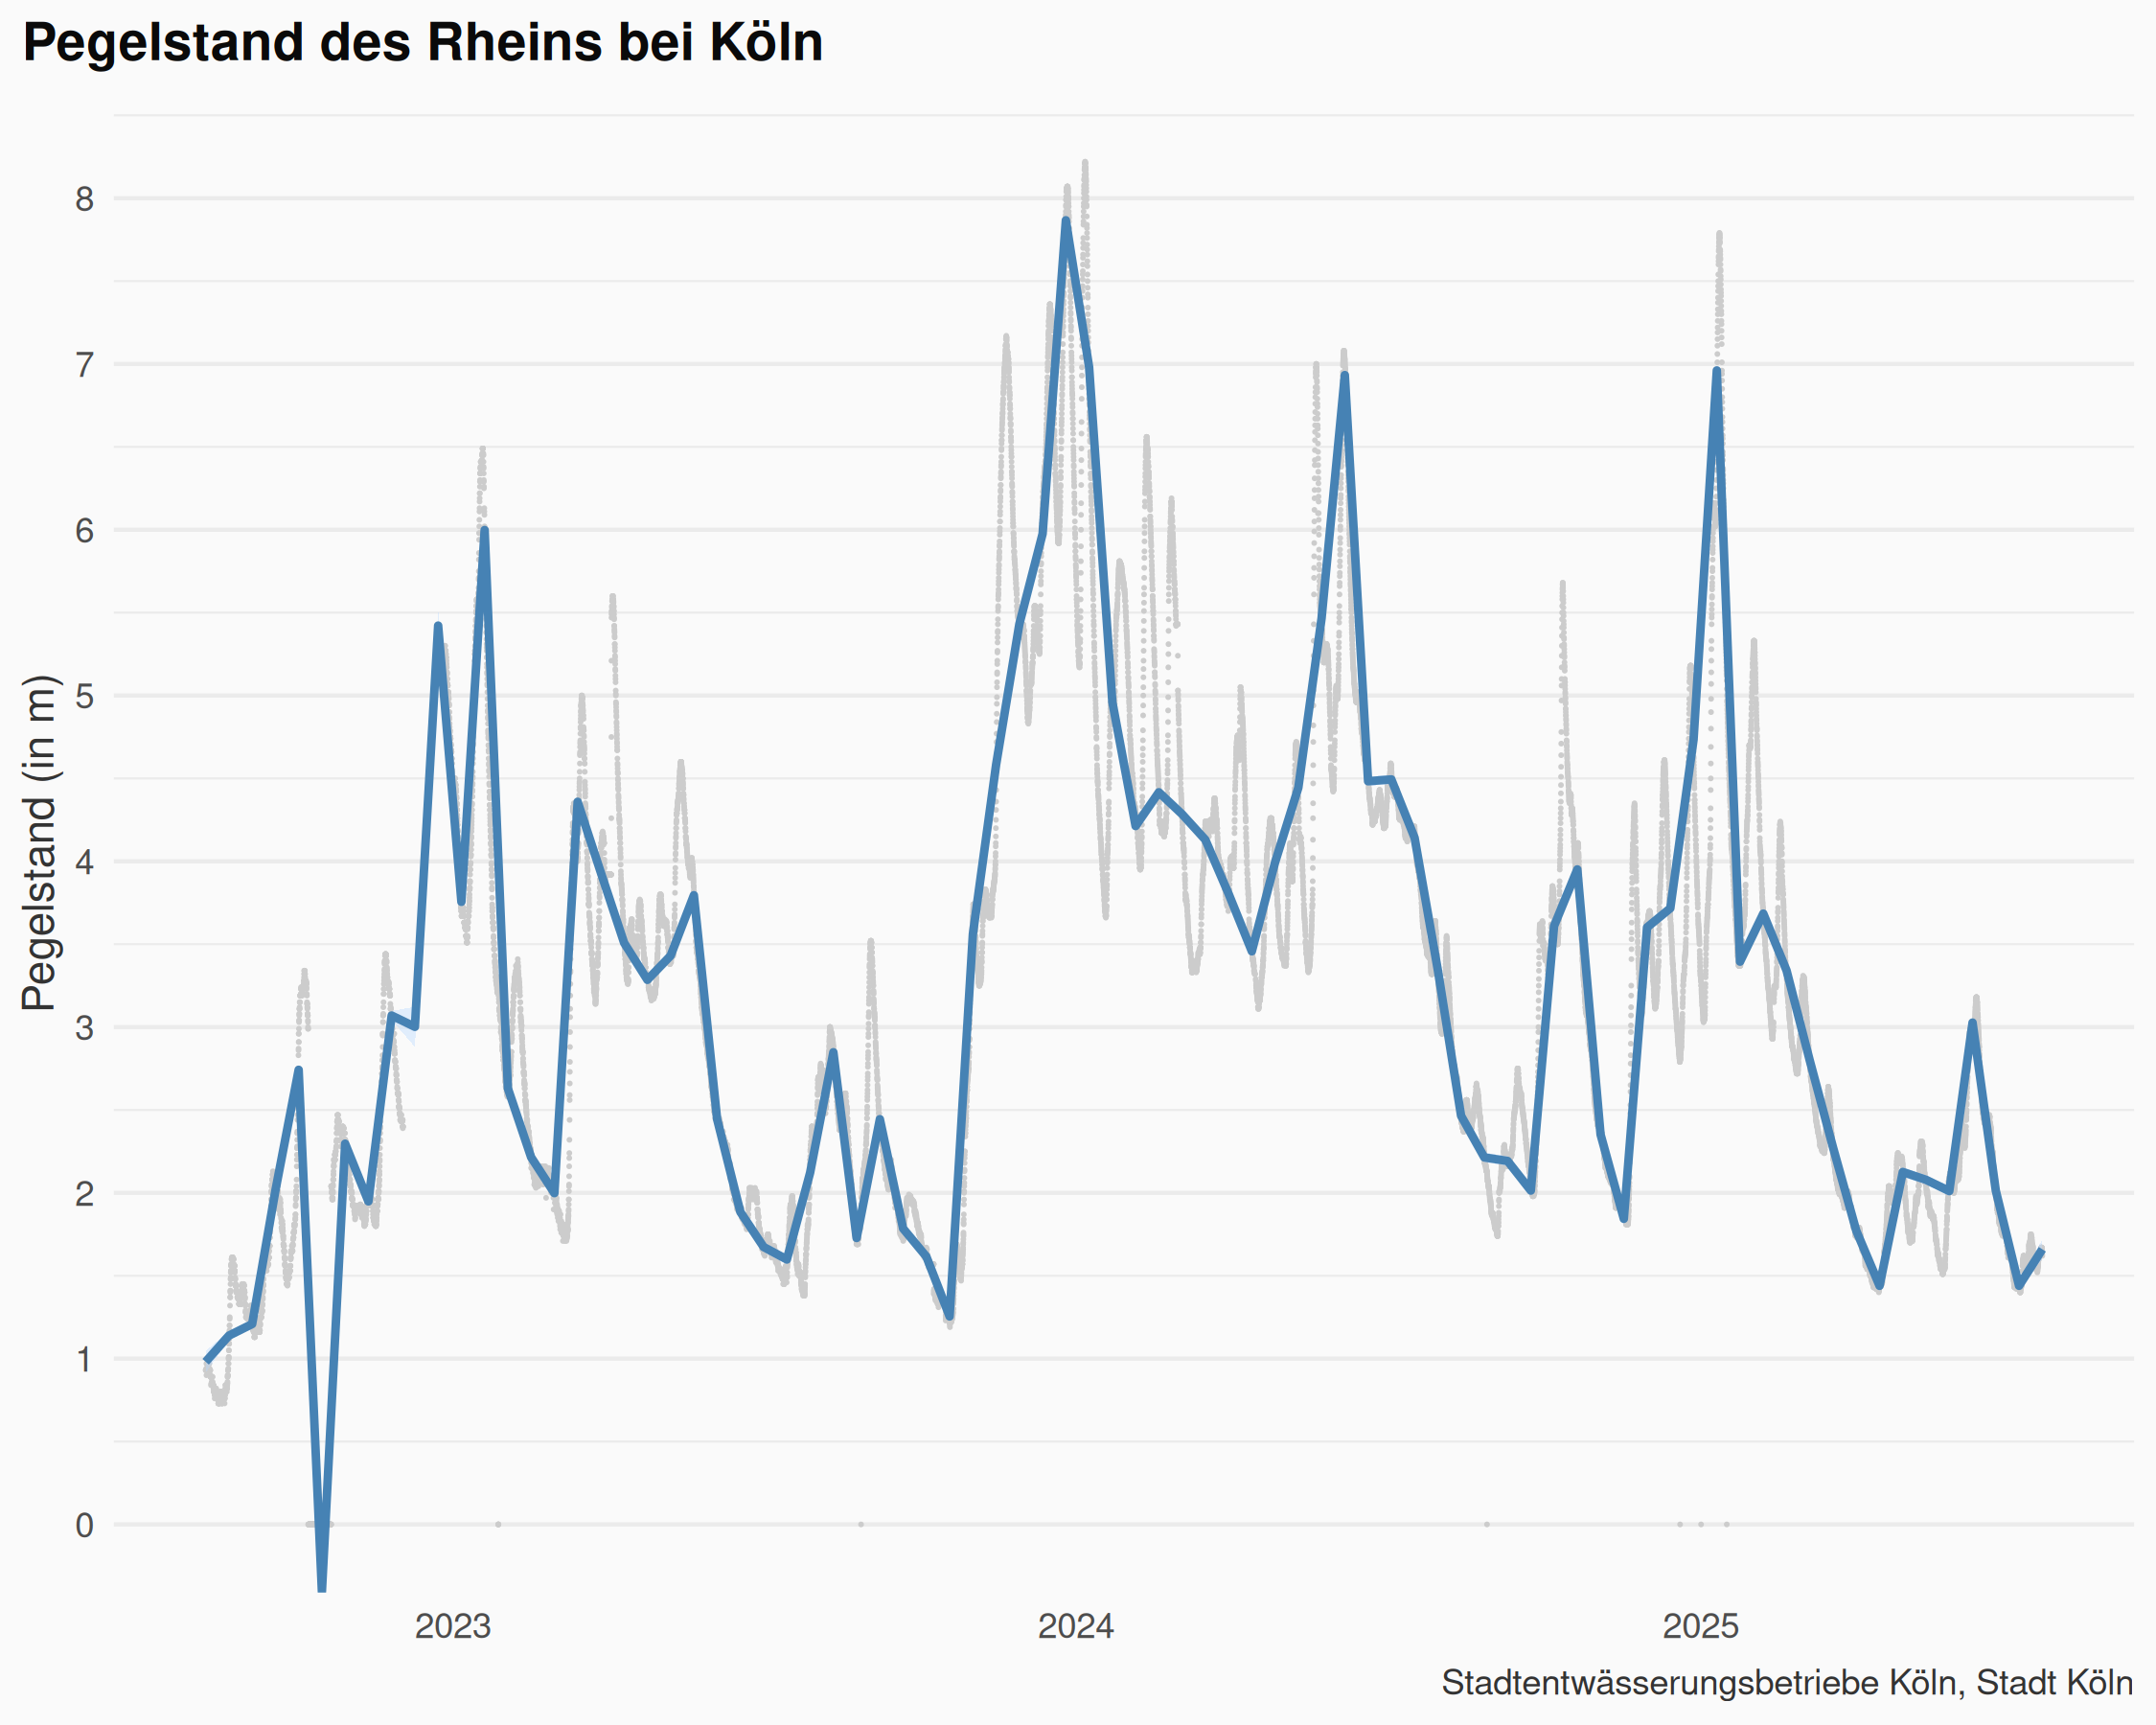 Pegelstand des Rheins bei Köln
Pegelstand (in m)
8
7
6
5
4
3
2
1
0
2023 2024 2025
Stadtentwässerungsbetriebe Köln, Stadt Köln